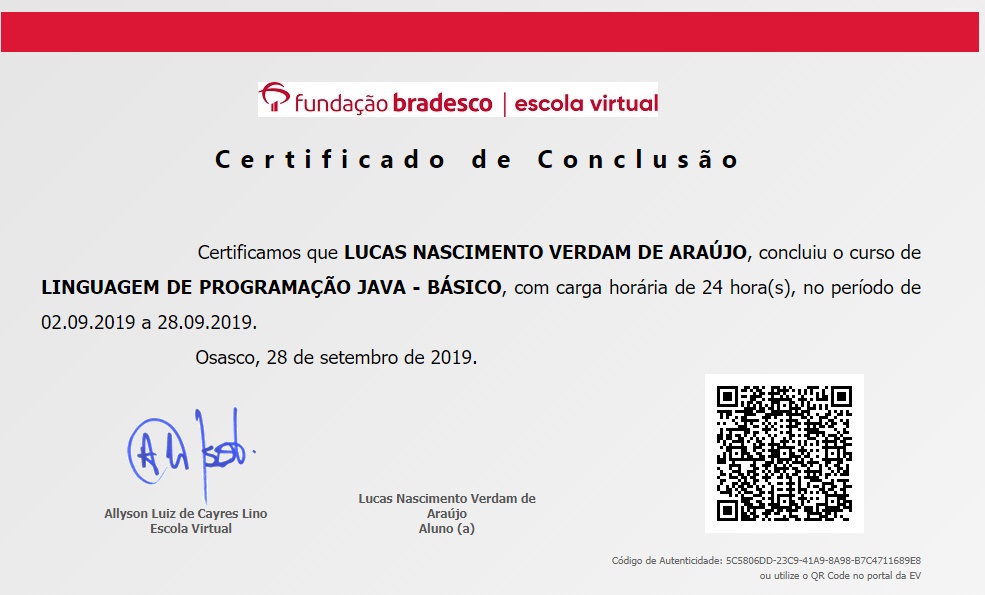 fundação bradesco | escola virtual
Certificado de Conclusão
Certificamos que LUCAS NASCIMENTO VERDAM DE ARAÚJO, concluiu o curso de
LINGUAGEM DE PROGRAMAÇÃO JAVA - BÁSICO, com carga horária de 24 hora(s), no período de
02.09.2019 a 28.09.2019.
Osasco, 28 de setembro de 2019.
Allyson Luiz de Cayres Lino
Escola Virtual
Lucas Nascimento Verdam de
Araújo
Aluno (a)
Código de Autenticidade: 5C5806DD-23C9-41A9-8A98-B7C4711689E8
ou utilize o QR Code no portal da EV